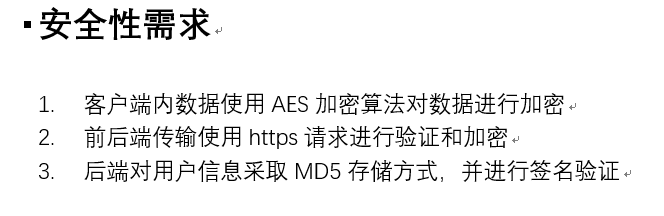 ▪安全性需求
1. 客户端内数据使用 AES 加密算法对数据进行加密
2. 前后端传输使用 https 请求进行验证和加密
3. 后端对用户信息采取 MD5 存储方式，并进行签名验证